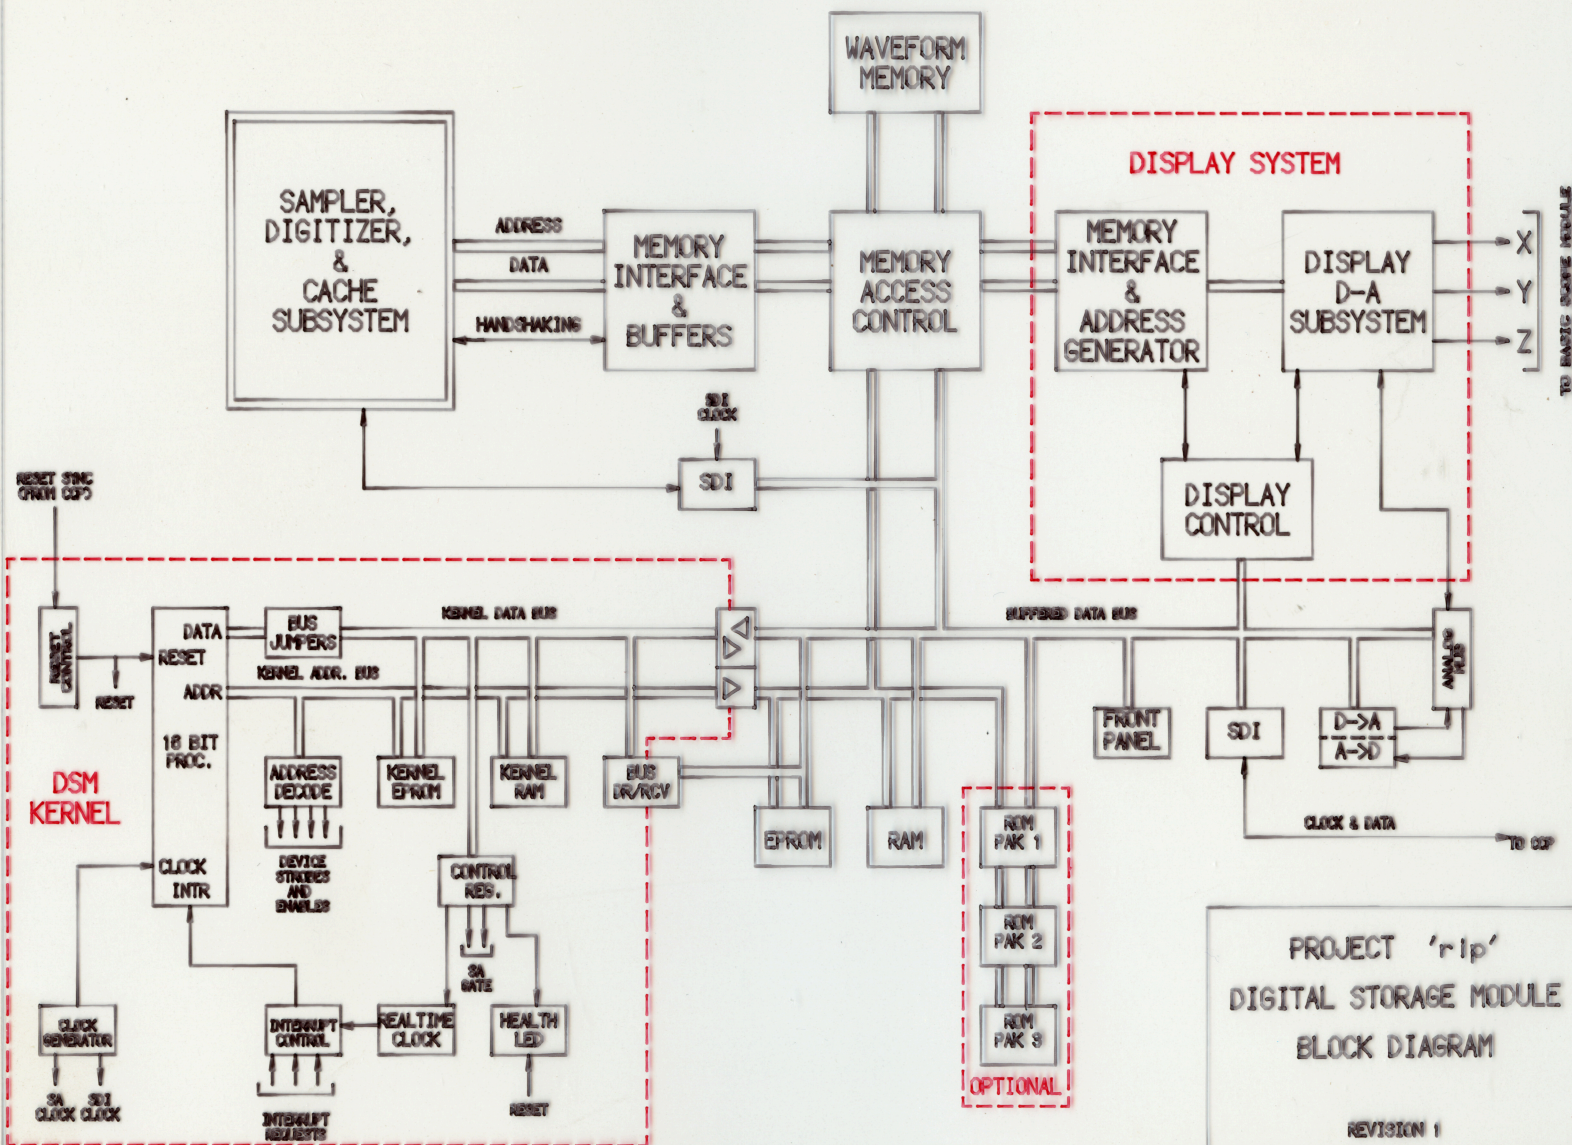 WAVEFORM
MEMORY
DISPLAY SYSTEM
SAMPLER,
DIGITIZER,
&
CACHE
SUBSYSTEM
ADDRESS
DATA
HANDSHAKING
MEMORY
INTERFACE
&
BUFFERS
MEMORY
ACCESS
CONTROL
MEMORY
INTERFACE
&
ADDRESS
GENERATOR
DISPLAY
D-A
SUBSYSTEM
X
Y
Z
TO BASIC SCOPE MODULE
SDI
CLOCK
SDI
DISPLAY
CONTROL
RESET SYNC
(FROM CCP)
RESET
CONTROL
RESET
DATA
RESET
ADDR
16 BIT
PROC.
CLOCK
INTR
BUS
JUMPERS
KERNEL DATA BUS
KERNEL ADDR. BUS
BUFFERED DATA BUS
ANALOG
MUX
DSM
KERNEL
ADDRESS
DECODE
DEVICE
STROBES
AND
ENABLES
KERNEL
EPROM
KERNEL
RAM
BUS
DR/RCV
FRONT
PANEL
SDI
D->A
A->D
EPROM
RAM
ROM
PAK 1
ROM
PAK 2
ROM
PAK 3
OPTIONAL
CLOCK & DATA
TO CCP
CONTROL
REG.
SA
GATE
CLOCK
GENERATOR
SA
CLOCK
SDI
CLOCK
INTERRUPT
CONTROL
INTERRUPT
REQUESTS
REALTIME
CLOCK
HEALTH
LED
RESET
PROJECT 'rip'
DIGITAL STORAGE MODULE
BLOCK DIAGRAM
REVISION 1